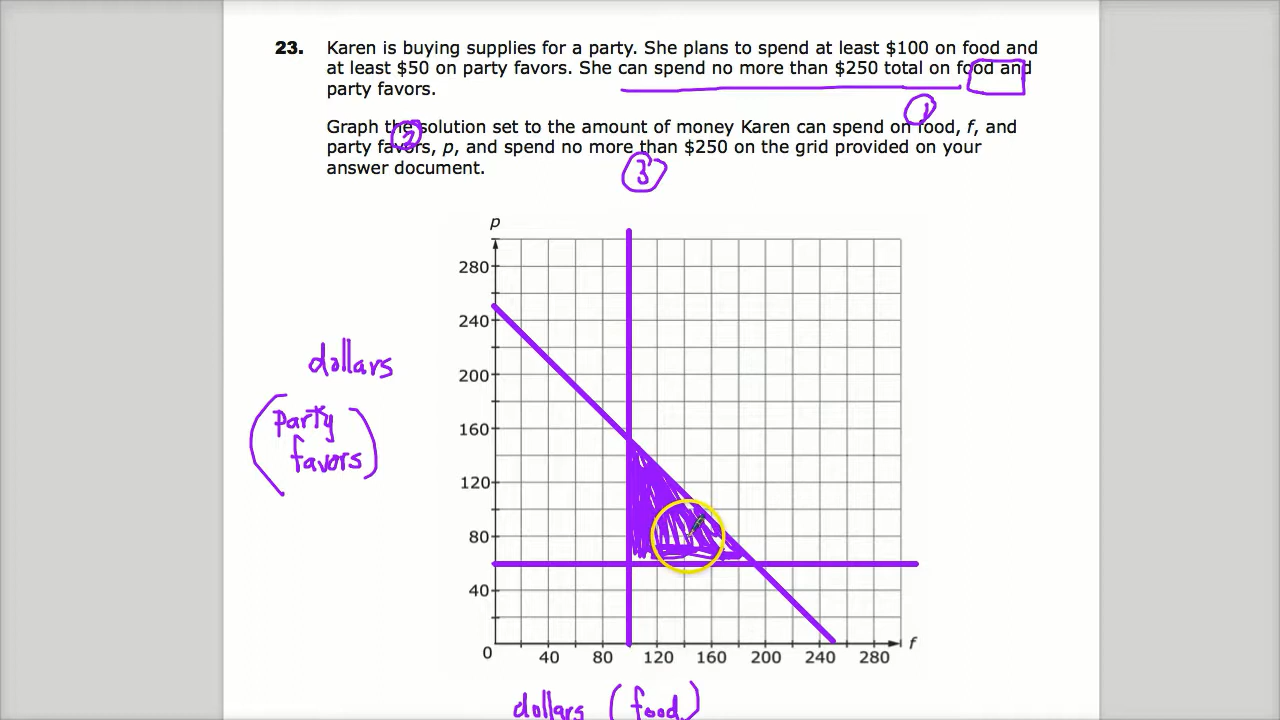 23. Karen is buying supplies for a party. She plans to spend at least $100 on food and
at least $50 on party favors. She can spend no more than $250 total on food and
party favors.
1
Graph the solution set to the amount of money Karen can spend on food, f, and
2
party favors, p, and spend no more than $250 on the grid provided on your
answer document.
3
p
280
240
200
160
120
80
40
0
40 80 120 160 200 240 280
f
dollars
(party
favors)
dollars (food)